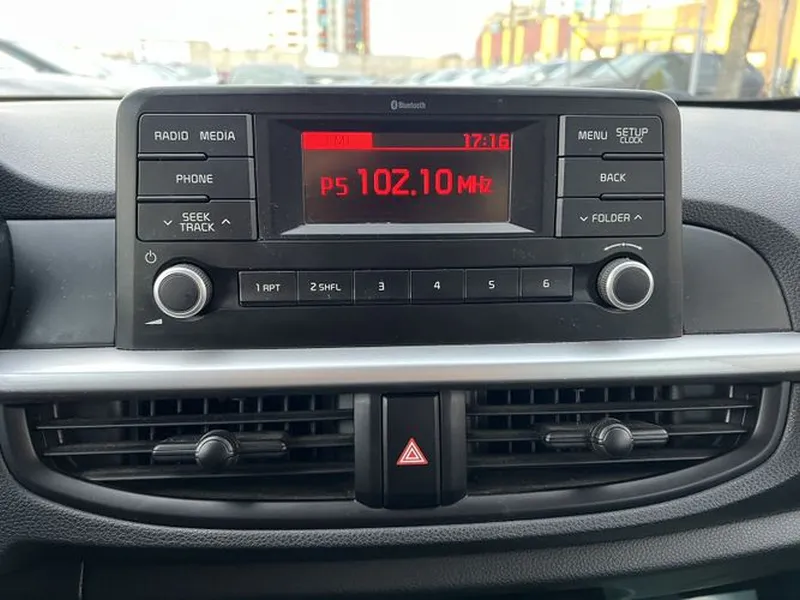 Bluetooth
RADIO MEDIA
17:16
MENU SETUP
CLOCK
PHONE
P5 102.10 MHz
BACK
SEEK
TRACK
FOLDER
1 RPT 2 SHFL 3 4 5 6